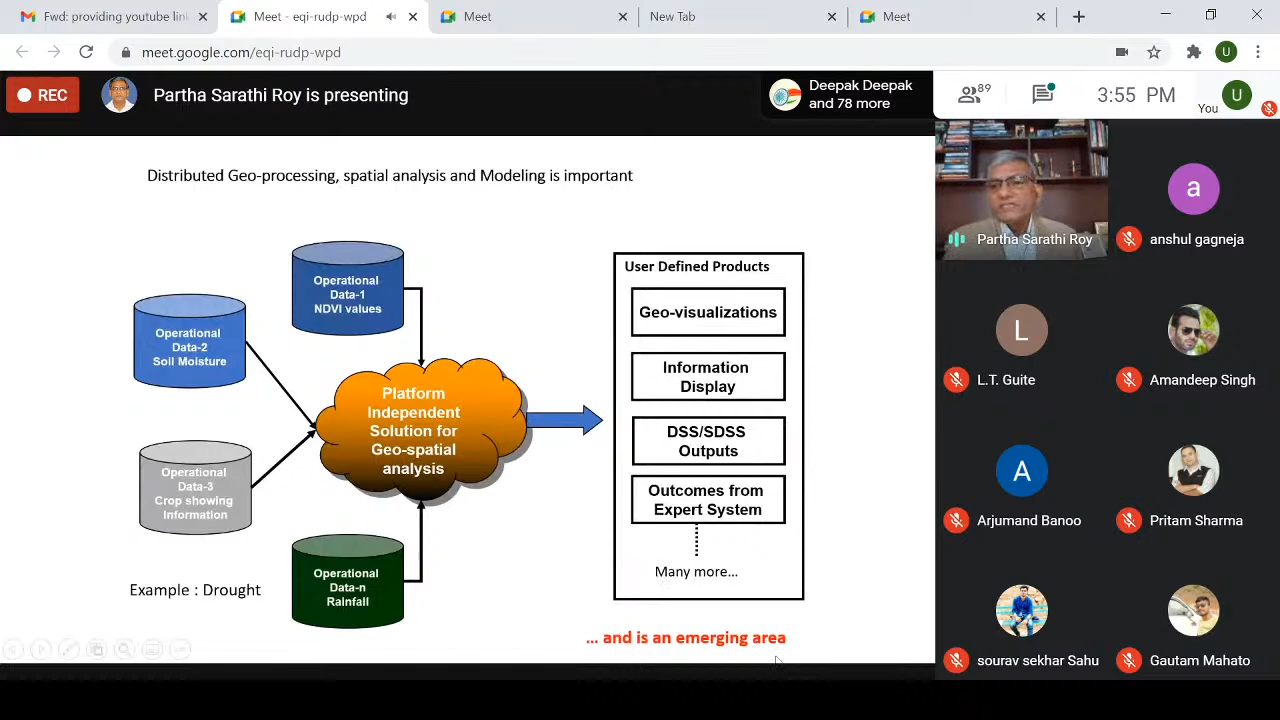 Fwd: providing youtube link
Meet - eqi-rudp-wpd
Meet
New Tab
Meet
meet.google.com/eqi-rudp-wpd
U
REC
Partha Sarathi Roy is presenting
Deepak Deepak
and 78 more
89
3:55 PM
You
U
Distributed Geo-processing, spatial analysis and Modeling is important
Operational
Data-1
NDVI values
Operational
Data-2
Soil Moisture
Operational
Data-3
Crop showing
Information
Operational
Data-n
Rainfall
Platform
Independent
Solution for
Geo-spatial
analysis
Example : Drought
User Defined Products
Geo-visualizations
Information
Display
DSS/SDSS
Outputs
Outcomes from
Expert System
Many more...
... and is an emerging area
Partha Sarathi Roy
a
anshul gagneja
L
L.T. Guite
Amandeep Singh
A
Arjumand Banoo
Pritam Sharma
sourav sekhar Sahu
Gautam Mahato